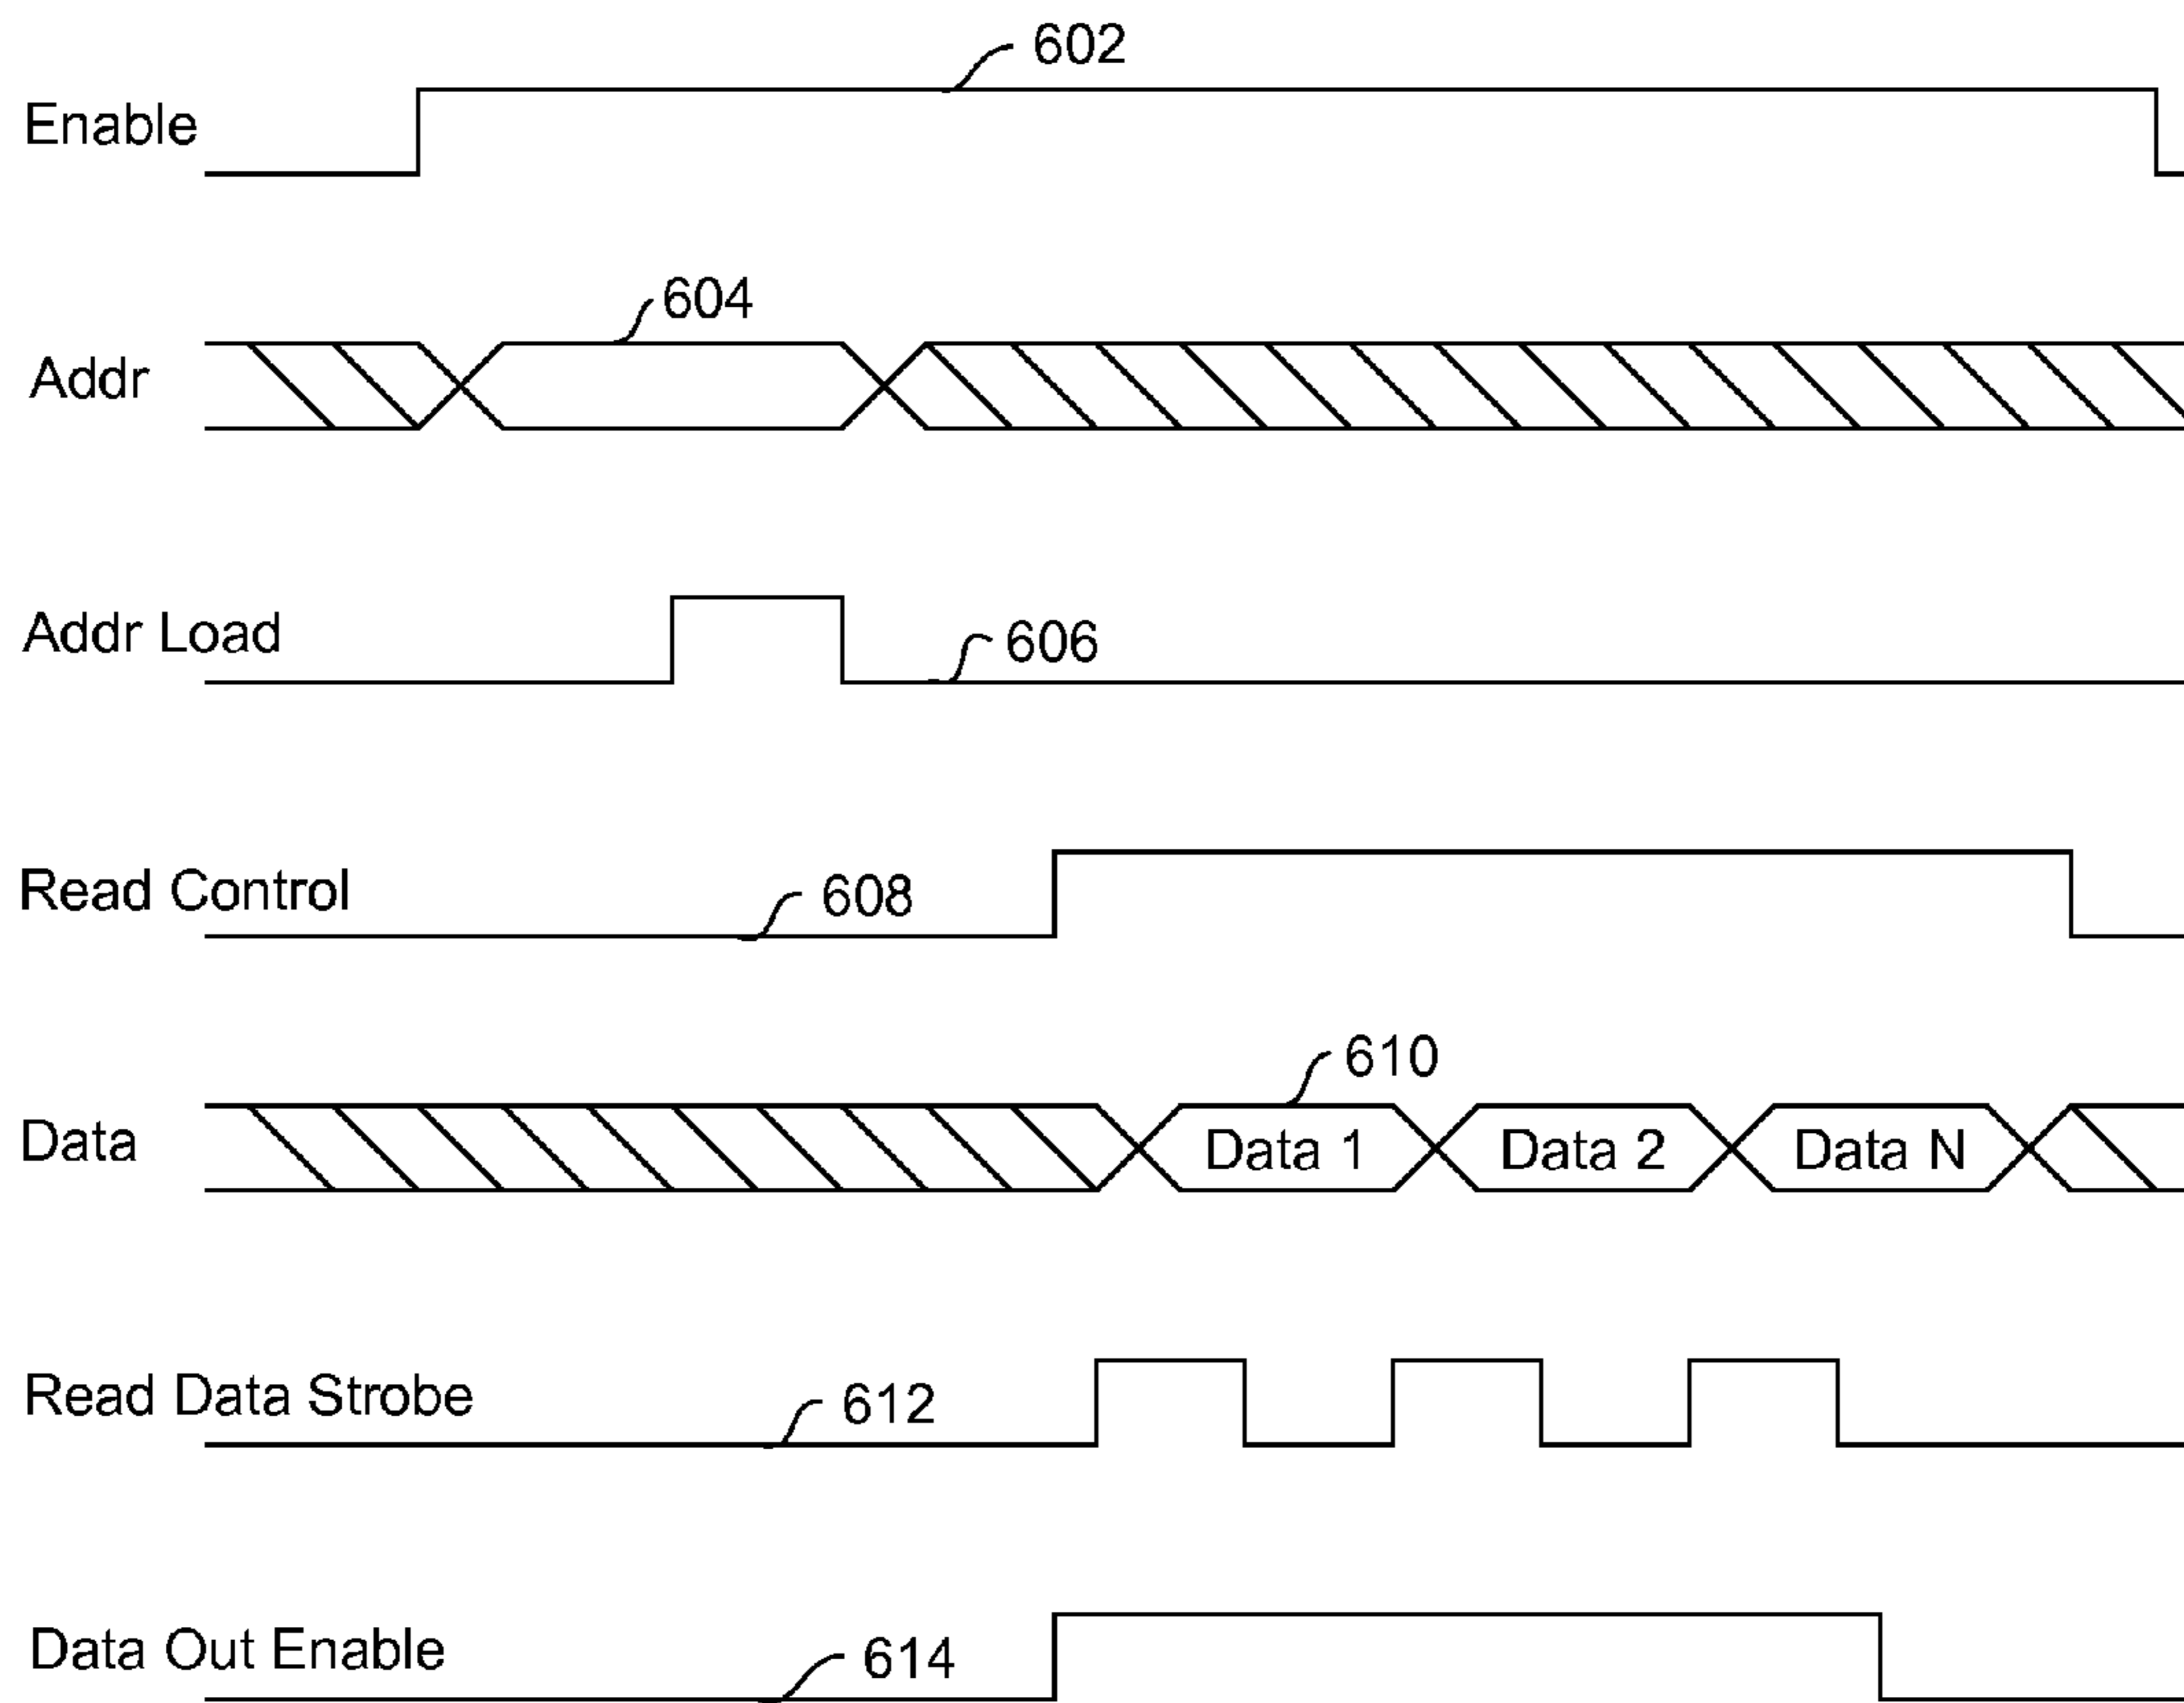 602
Enable
604
Addr
Addr Load
606
Read Control
608
610
Data
Data 1
Data 2
Data N
Read Data Strobe
612
Data Out Enable
614